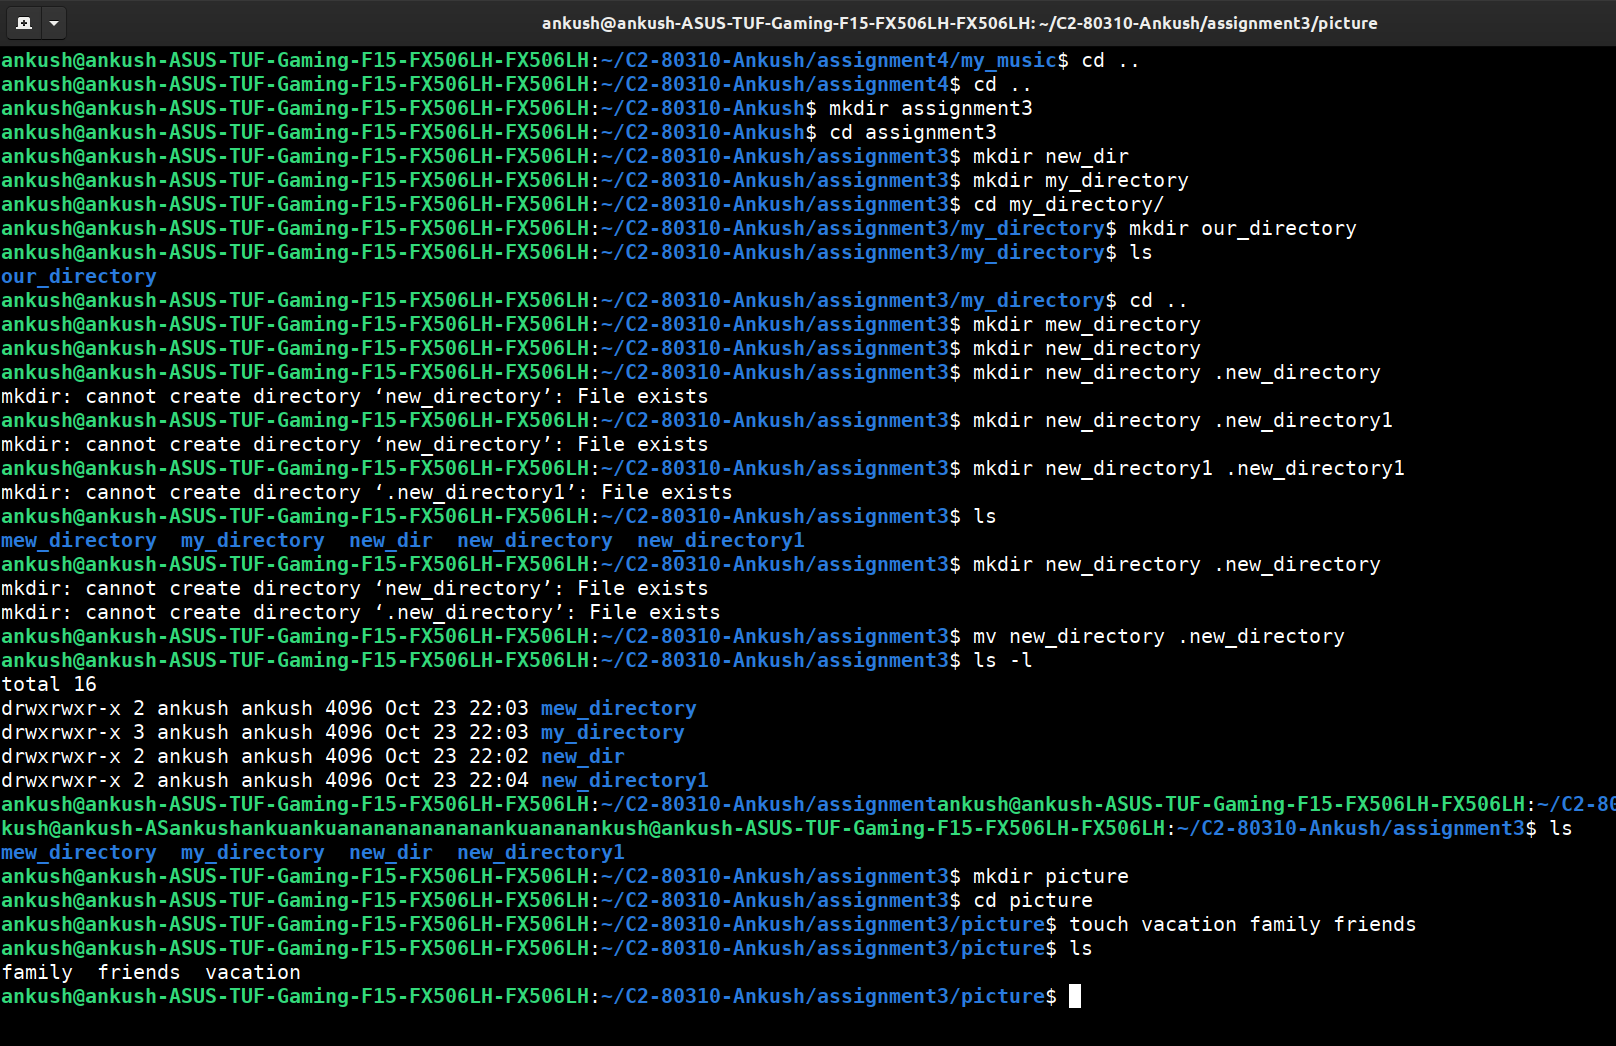 ankush@ankush-ASUS-TUF-Gaming-F15-FX506LH-FX506LH: ~/C2-80310-Ankush/assignment3/picture
ankush@ankush-ASUS-TUF-Gaming-F15-FX506LH-FX506LH:~/C2-80310-Ankush/assignment4/my_music$ cd ..
ankush@ankush-ASUS-TUF-Gaming-F15-FX506LH-FX506LH:~/C2-80310-Ankush/assignment4$ cd ..
ankush@ankush-ASUS-TUF-Gaming-F15-FX506LH-FX506LH:~/C2-80310-Ankush$ mkdir assignment3
ankush@ankush-ASUS-TUF-Gaming-F15-FX506LH-FX506LH:~/C2-80310-Ankush$ cd assignment3
ankush@ankush-ASUS-TUF-Gaming-F15-FX506LH-FX506LH:~/C2-80310-Ankush/assignment3$ mkdir new_dir
ankush@ankush-ASUS-TUF-Gaming-F15-FX506LH-FX506LH:~/C2-80310-Ankush/assignment3$ mkdir my_directory
ankush@ankush-ASUS-TUF-Gaming-F15-FX506LH-FX506LH:~/C2-80310-Ankush/assignment3$ cd my_directory/
ankush@ankush-ASUS-TUF-Gaming-F15-FX506LH-FX506LH:~/C2-80310-Ankush/assignment3/my_directory$ mkdir our_directory
ankush@ankush-ASUS-TUF-Gaming-F15-FX506LH-FX506LH:~/C2-80310-Ankush/assignment3/my_directory$ ls
our_directory
ankush@ankush-ASUS-TUF-Gaming-F15-FX506LH-FX506LH:~/C2-80310-Ankush/assignment3/my_directory$ cd ..
ankush@ankush-ASUS-TUF-Gaming-F15-FX506LH-FX506LH:~/C2-80310-Ankush/assignment3$ mkdir mew_directory
ankush@ankush-ASUS-TUF-Gaming-F15-FX506LH-FX506LH:~/C2-80310-Ankush/assignment3$ mkdir new_directory
ankush@ankush-ASUS-TUF-Gaming-F15-FX506LH-FX506LH:~/C2-80310-Ankush/assignment3$ mkdir new_directory .new_directory
mkdir: cannot create directory ‘new_directory’: File exists
ankush@ankush-ASUS-TUF-Gaming-F15-FX506LH-FX506LH:~/C2-80310-Ankush/assignment3$ mkdir new_directory .new_directory1
mkdir: cannot create directory ‘new_directory’: File exists
ankush@ankush-ASUS-TUF-Gaming-F15-FX506LH-FX506LH:~/C2-80310-Ankush/assignment3$ mkdir new_directory1 .new_directory1
mkdir: cannot create directory ‘.new_directory1’: File exists
ankush@ankush-ASUS-TUF-Gaming-F15-FX506LH-FX506LH:~/C2-80310-Ankush/assignment3$ ls
mew_directory  my_directory  new_dir  new_directory  new_directory1
ankush@ankush-ASUS-TUF-Gaming-F15-FX506LH-FX506LH:~/C2-80310-Ankush/assignment3$ mkdir new_directory .new_directory
mkdir: cannot create directory ‘new_directory’: File exists
mkdir: cannot create directory ‘.new_directory’: File exists
ankush@ankush-ASUS-TUF-Gaming-F15-FX506LH-FX506LH:~/C2-80310-Ankush/assignment3$ mv new_directory .new_directory
ankush@ankush-ASUS-TUF-Gaming-F15-FX506LH-FX506LH:~/C2-80310-Ankush/assignment3$ ls -l
total 16
drwxrwxr-x 2 ankush ankush 4096 Oct 23 22:03 mew_directory
drwxrwxr-x 3 ankush ankush 4096 Oct 23 22:03 my_directory
drwxrwxr-x 2 ankush ankush 4096 Oct 23 22:02 new_dir
drwxrwxr-x 2 ankush ankush 4096 Oct 23 22:04 new_directory1
ankush@ankush-ASUS-TUF-Gaming-F15-FX506LH-FX506LH:~/C2-80310-Ankush/assignmentankush@ankush-ASUS-TUF-Gaming-F15-FX506LH-FX506LH:~/C2-80
kush@ankush-ASankushankuankuananananananankuananankush@ankush-ASUS-TUF-Gaming-F15-FX506LH-FX506LH:~/C2-80310-Ankush/assignment3$ ls
mew_directory  my_directory  new_dir  new_directory1
ankush@ankush-ASUS-TUF-Gaming-F15-FX506LH-FX506LH:~/C2-80310-Ankush/assignment3$ mkdir picture
ankush@ankush-ASUS-TUF-Gaming-F15-FX506LH-FX506LH:~/C2-80310-Ankush/assignment3$ cd picture
ankush@ankush-ASUS-TUF-Gaming-F15-FX506LH-FX506LH:~/C2-80310-Ankush/assignment3/picture$ touch vacation family friends
ankush@ankush-ASUS-TUF-Gaming-F15-FX506LH-FX506LH:~/C2-80310-Ankush/assignment3/picture$ ls
family  friends  vacation
ankush@ankush-ASUS-TUF-Gaming-F15-FX506LH-FX506LH:~/C2-80310-Ankush/assignment3/picture$